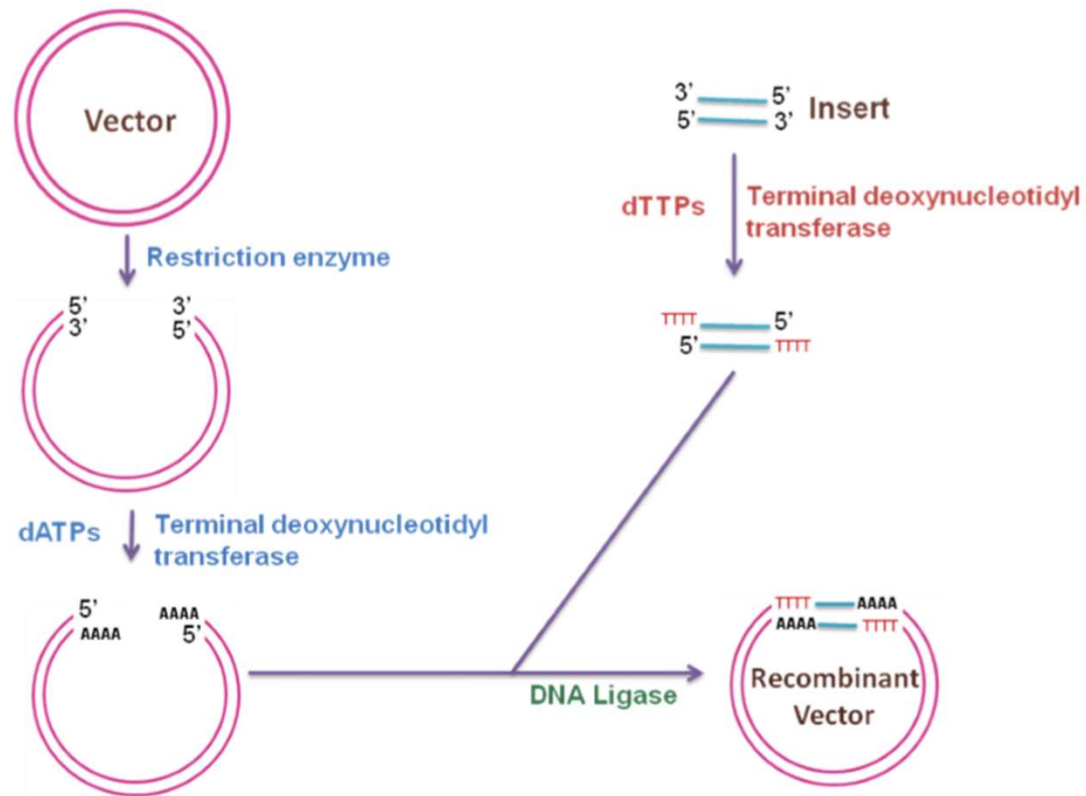 Vector
Restriction enzyme
5’ 3’
3’ 5’
dATPs
Terminal deoxynucleotidyl
transferase
5’ AAAA
AAAA 5’
3’ 5’
5’ 3’
Insert
dTTPs
Terminal deoxynucleotidyl
transferase
TTTT 5’
5’ TTTT
DNA Ligase
TTTT AAAA
AAAA TTTT
Recombinant
Vector